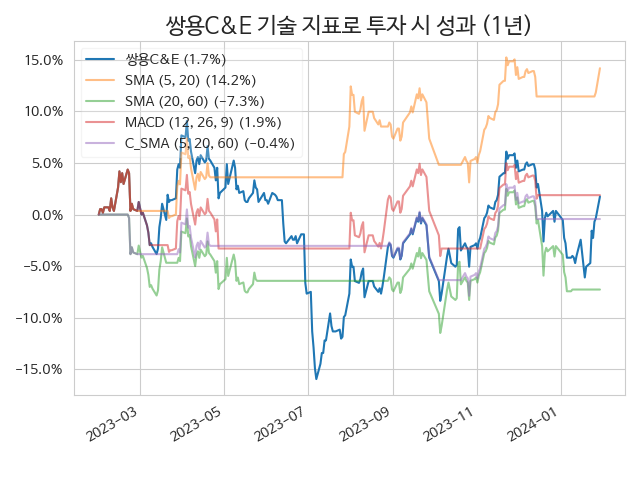 쌍용C&E 기술 지표로 투자 시 성과 (1년)
쌍용C&E (1.7%)
SMA (5, 20) (14.2%)
SMA (20, 60) (−7.3%)
MACD (12, 26, 9) (1.9%)
C_SMA (5, 20, 60) (−0.4%)
15.0%
10.0%
5.0%
0.0%
−5.0%
−10.0%
−15.0%
2023-03
2023-05
2023-07
2023-09
2023-11
2024-01